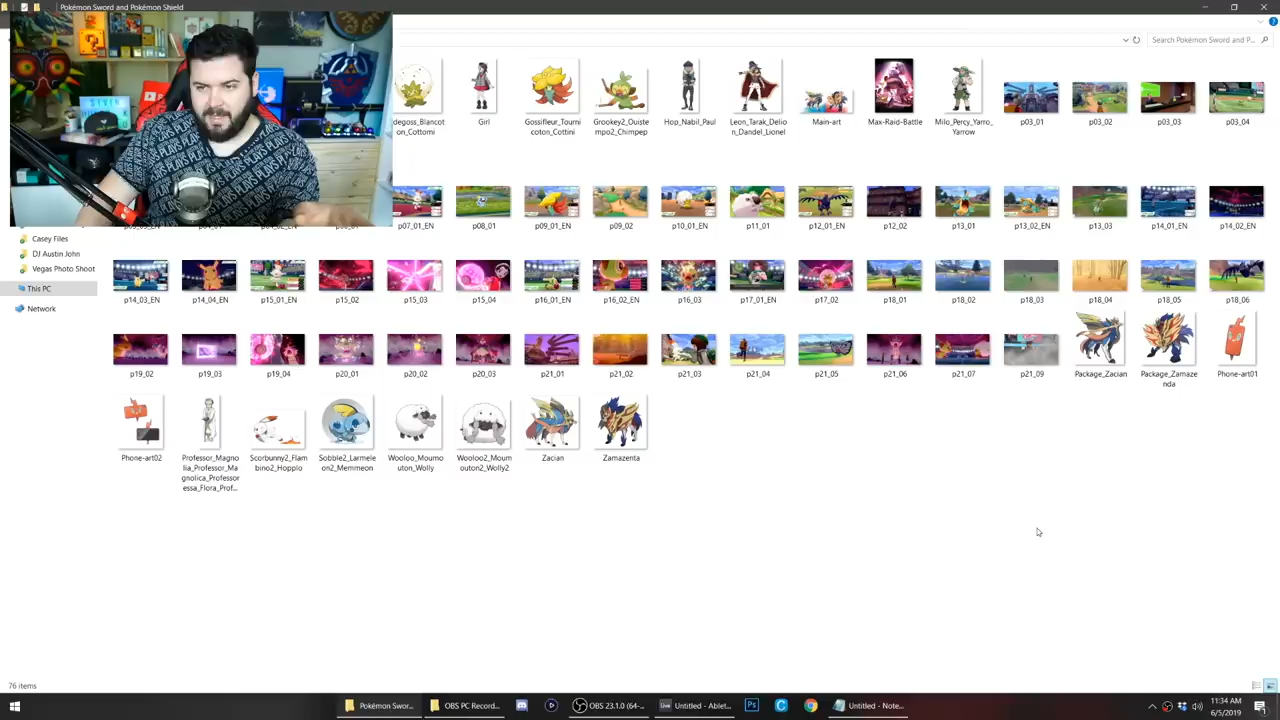 Pokémon Sword and Pokémon Shield
Search Pokémon Sword and P...
degoss_Blancot
on_Cottomi
Girl
Gossifleur_Tourni
coton_Cottini
Grookey2_Ouiste
mpo2_Chimpep
Hop_Nabil_Paul
Leon_Tarak_Delio
n_Dandel_Lionel
Main-art
Max-Raid-Battle
Milo_Percy_Yarro_
Yarrow
p03_01
p03_02
p03_03
p03_04
p07_01_EN
p08_01
p09_01_EN
p09_02
p10_01_EN
p11_01
p12_01_EN
p12_02
p13_01
p13_02_EN
p13_03
p14_01_EN
p14_02_EN
Casey Files
DJ Austin John
Vegas Photo Shoot
This PC
Network
p14_03_EN
p14_04_EN
p15_01_EN
p15_02
p15_03
p15_04
p16_01_EN
p16_02_EN
p16_03
p17_01_EN
p17_02
p18_01
p18_02
p18_03
p18_04
p18_05
p18_06
p19_02
p19_03
p19_04
p20_01
p20_02
p20_03
p21_01
p21_02
p21_03
p21_04
p21_05
p21_06
p21_07
p21_09
Package_Zacian
Package_Zamaze
nda
Phone-art01
Phone-art02
Professor_Magno
lia_Professor_Ma
gnolica_Professor
essa_Flora_Prof...
Scorbunny2_Flam
bino2_Hopplo
Sobble2_Larmele
on2_Memmeon
Wooloo_Moumo
uton_Wolly
Wooloo2_Moum
outon2_Wolly2
Zacian
Zamazenta
76 items
Pokémon Swor...
OBS PC Record...
OBS 23.1.0 (64-...
Untitled - Ablet...
Untitled - Note...
11:34 AM
6/5/2019